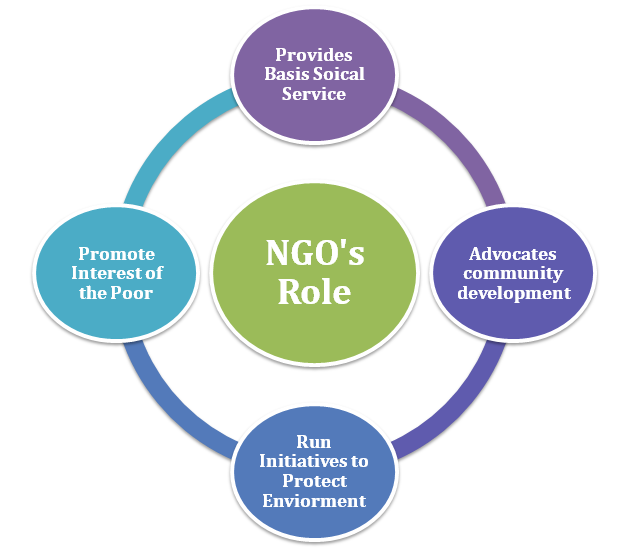 Provides
Basis Soical
Service
NGO's
Role
Promote
Interest of
the Poor
Advocates
community
development
Run
Initiatives to
Protect
Enviorment